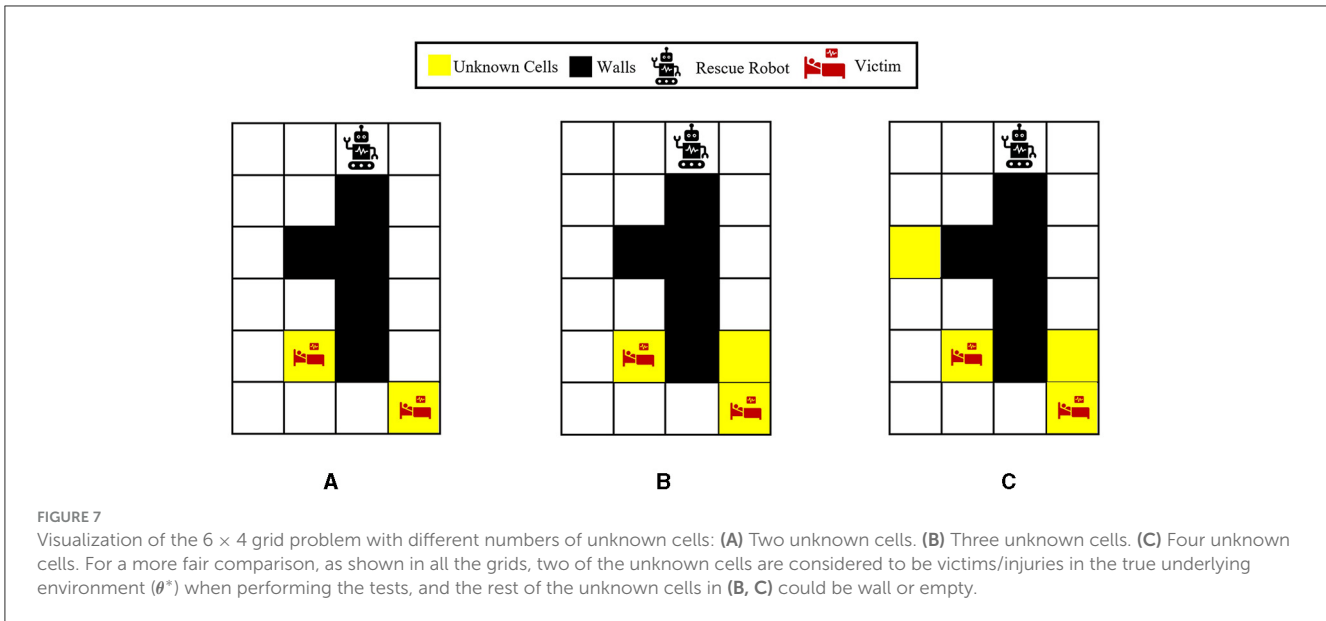 Unknown Cells Walls Rescue Robot Victim
A B C
FIGURE 7
Visualization of the 6 × 4 grid problem with different numbers of unknown cells: (A) Two unknown cells. (B) Three unknown cells. (C) Four unknown
cells. For a more fair comparison, as shown in all the grids, two of the unknown cells are considered to be victims/injuries in the true underlying
environment (θ*) when performing the tests, and the rest of the unknown cells in (B, C) could be wall or empty.